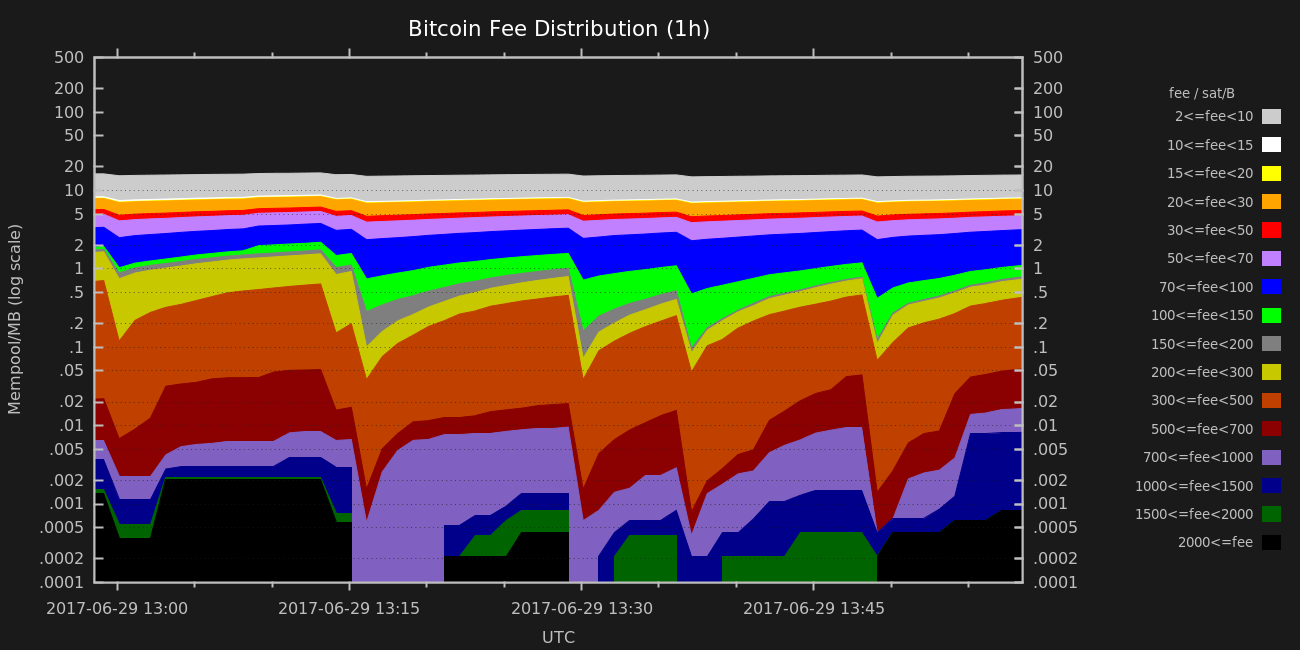 Bitcoin Fee Distribution (1h)
500
200
100
50
20
10
5
2
1
.5
.2
.1
.05
.02
.01
.005
.002
.001
.0005
.0002
.0001
Mempool/MB (log scale)
500
200
100
50
20
10
5
2
1
.5
.2
.1
.05
.02
.01
.005
.002
.001
.0005
.0002
.0001
2017-06-29 13:00
2017-06-29 13:15
2017-06-29 13:30
2017-06-29 13:45
UTC
fee / sat/B
2<=fee<10
10<=fee<15
15<=fee<20
20<=fee<30
30<=fee<50
50<=fee<70
70<=fee<100
100<=fee<150
150<=fee<200
200<=fee<300
300<=fee<500
500<=fee<700
700<=fee<1000
1000<=fee<1500
1500<=fee<2000
2000<=fee